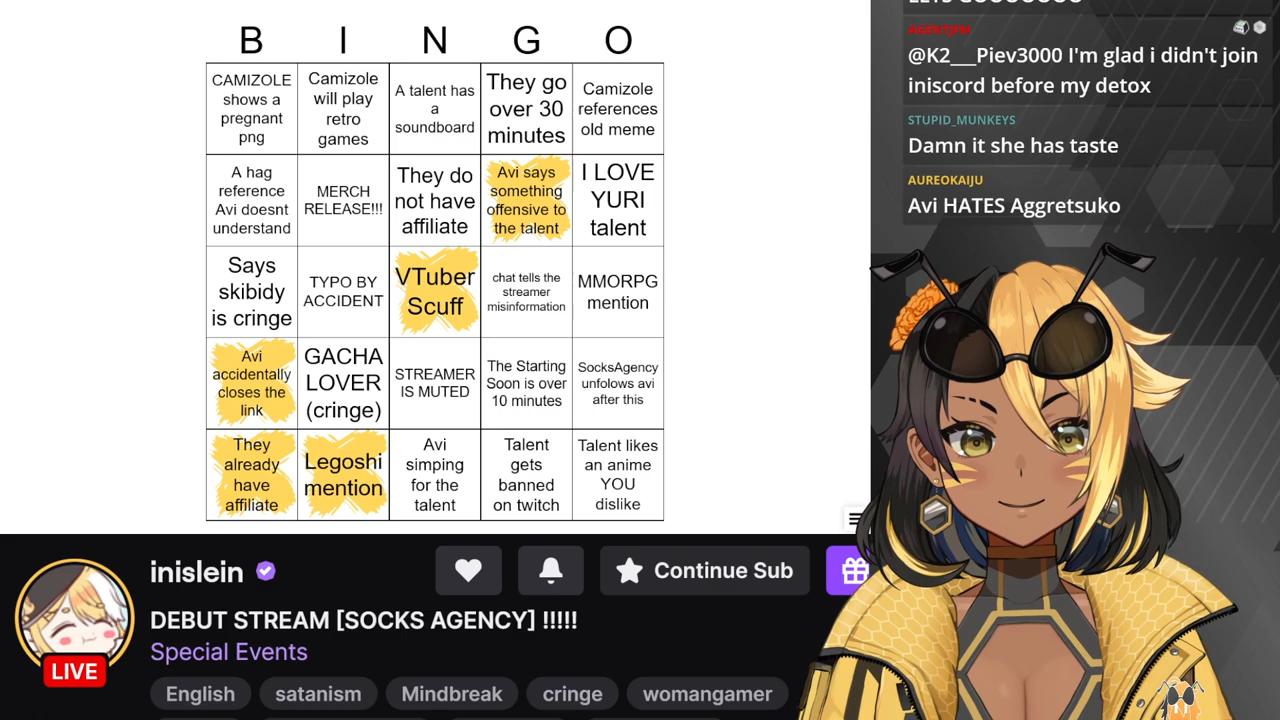 B I N G O
CAMIZOLE
shows a
pregnant
png
Camizole
will play
retro
games
A talent has
a
soundboard
They go
over 30
minutes
Camizole
references
old meme
A hag
reference
Avi doesnt
understand
MERCH
RELEASE!!!
They do
not have
affiliate
Avi says
something
offensive to
the talent
I LOVE
YURI
talent
Says
skibidy
is cringe
TYPO BY
ACCIDENT
VTuber
Scuff
chat tells the
streamer
misinformation
MMORPG
mention
Avi
accidentally
closes the
link
GACHA
LOVER
(cringe)
STREAMER
IS MUTED
The Starting
Soon is over
10 minutes
SocksAgency
unfolows avi
after this
They
already
have
affiliate
Legoshi
mention
Avi
simping
for the
talent
Talent
gets
banned
on twitch
Talent likes
an anime
YOU
dislike
AGENTJPM
@K2___Piev3000 I'm glad i didn't join
iniscord before my detox
STUPID_MUNKEYS
Damn it she has taste
AUREOKAIJU
Avi HATES Aggretsuko
inislein
Continue Sub
DEBUT STREAM [SOCKS AGENCY] !!!!!
Special Events
LIVE
English
satanism
Mindbreak
cringe
womangamer